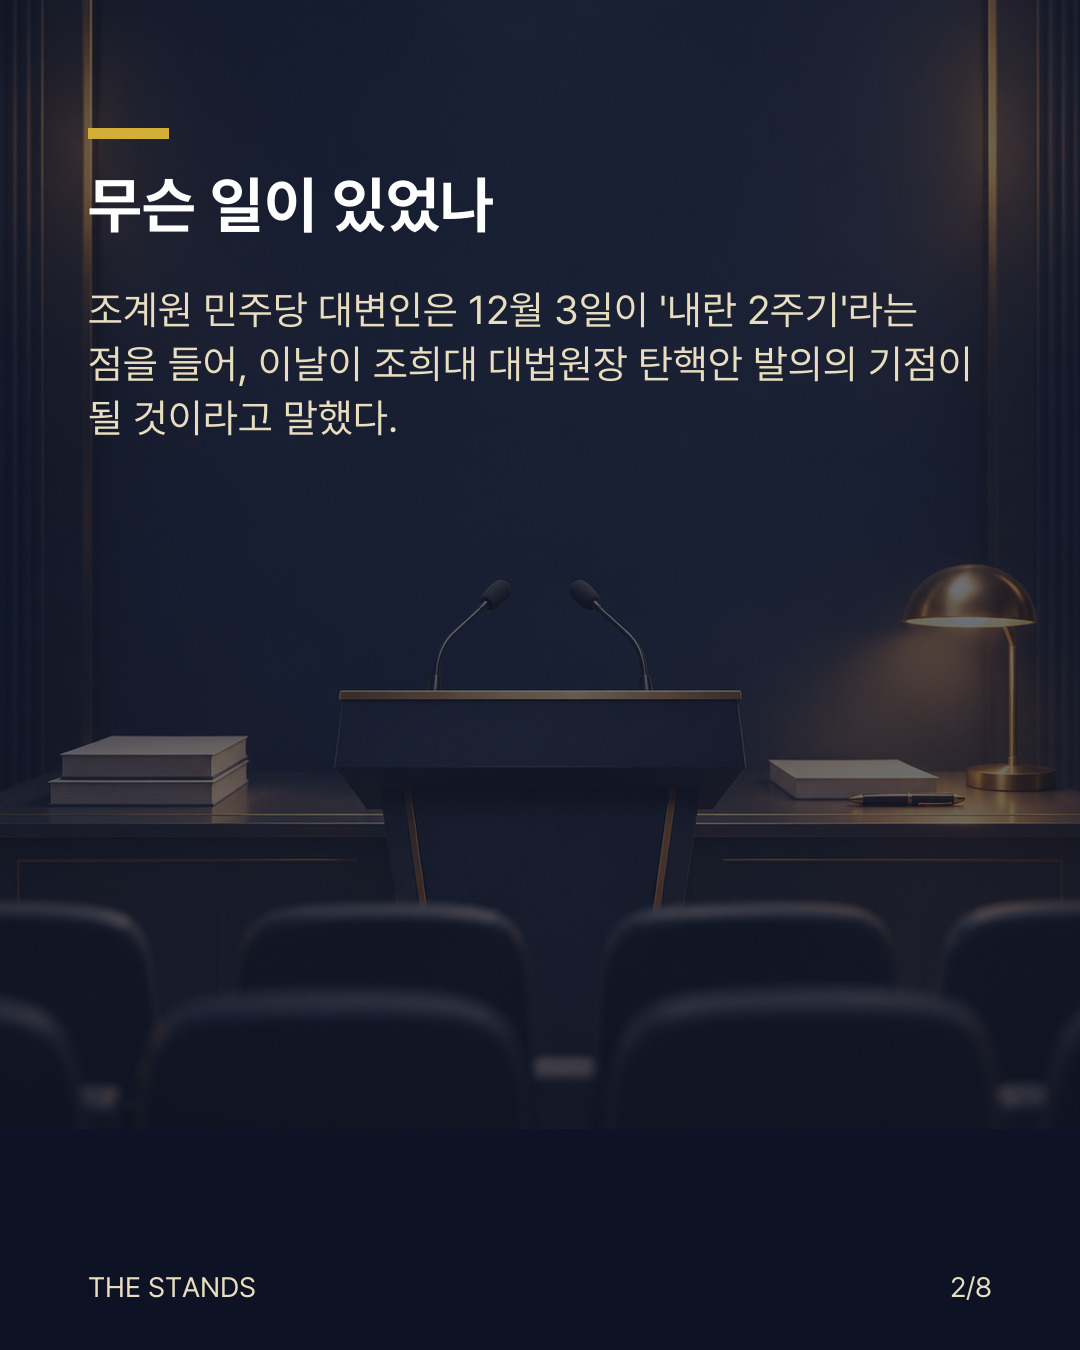 무슨 일이 있었나
조계원 민주당 대변인은 12월 3일이 '내란 2주기'라는
점을 들어, 이날이 조희대 대법원장 탄핵안 발의의 기점이
될 것이라고 말했다.
THE STANDS
2/8